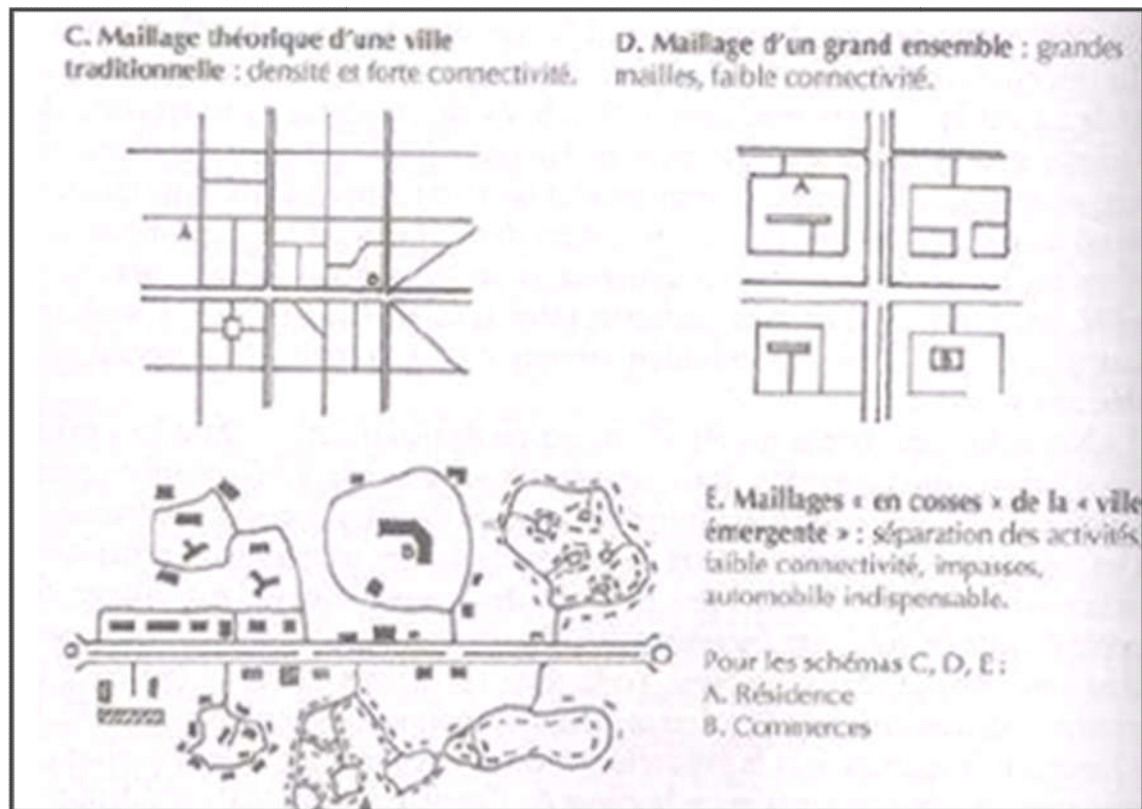 C. Maillage théorique d'une ville
traditionnelle : densité et forte connectivité.
D. Maillage d'un grand ensemble : grandes
mailles, faible connectivité.
A
B
A
B
E. Maillages « en cosses » de la « ville
émergente » : séparation des activités,
faible connectivité, impasses,
automobile indispensable.
Pour les schémas C, D, E :
A. Résidence
B. Commerces
B
A